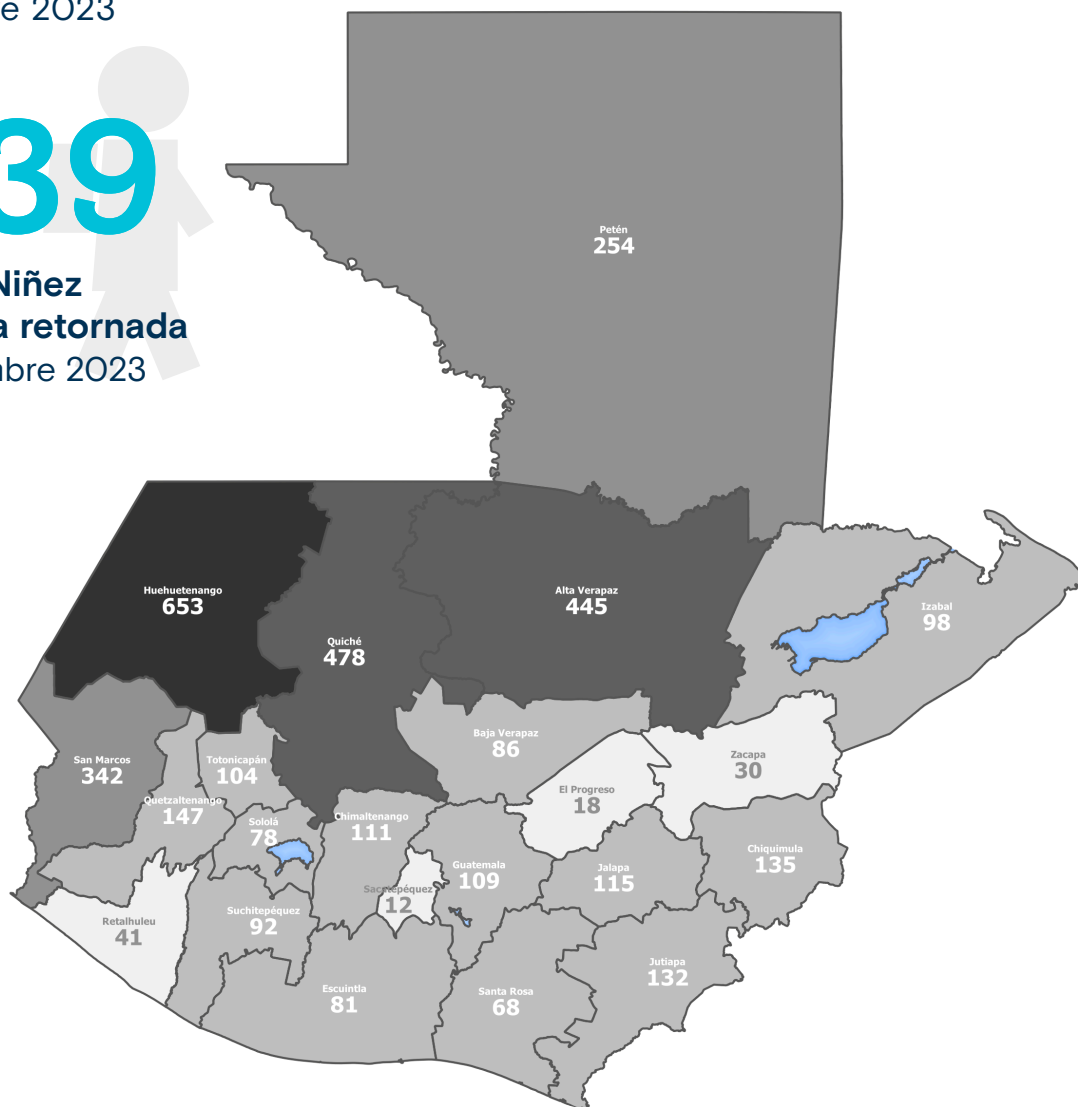 e 2023
39
Niñez
a retornada
mbre 2023
Petén
254
Huehuetenango
653
Quiché
478
Alta Verapaz
445
Izabal
98
San Marcos
342
Totonicapán
104
Quetzaltenango
147
Sololá
78
Chimaltenango
111
Baja Verapaz
86
El Progreso
18
Zacapa
30
Guatemala
109
Jalapa
115
Chiquimula
135
Sacatepéquez
12
Retalhuleu
41
Suchitepéquez
92
Escuintla
81
Santa Rosa
68
Jutiapa
132